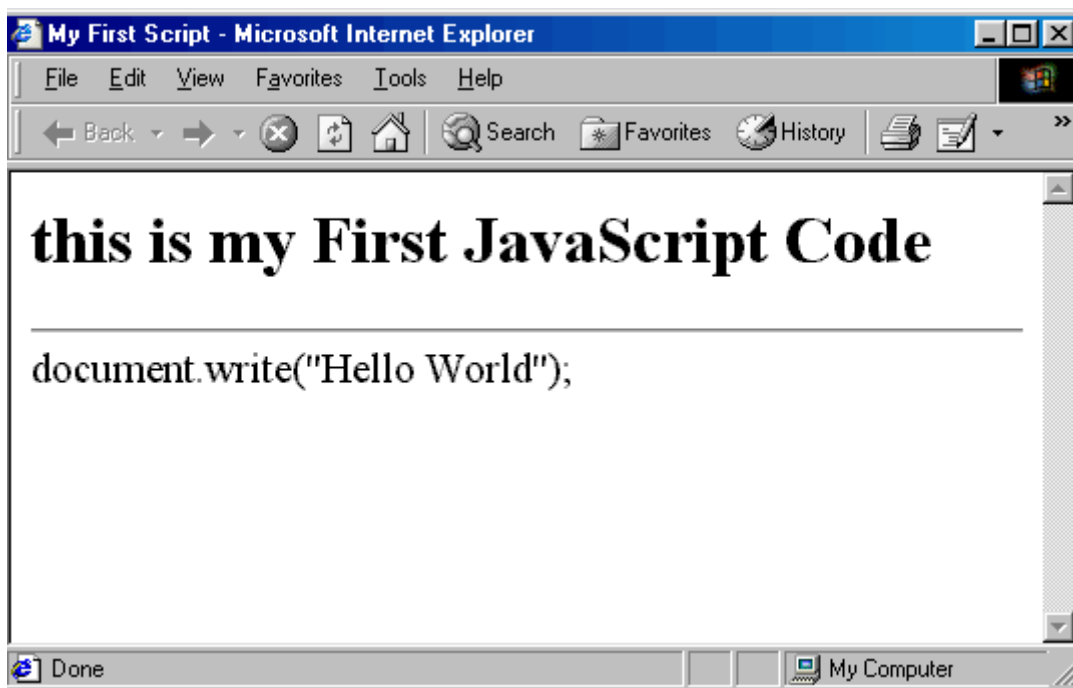 My First Script - Microsoft Internet Explorer
File Edit View Favorites Tools Help
Back Search Favorites History »
this is my First JavaScript Code
document.write("Hello World");
Done My Computer